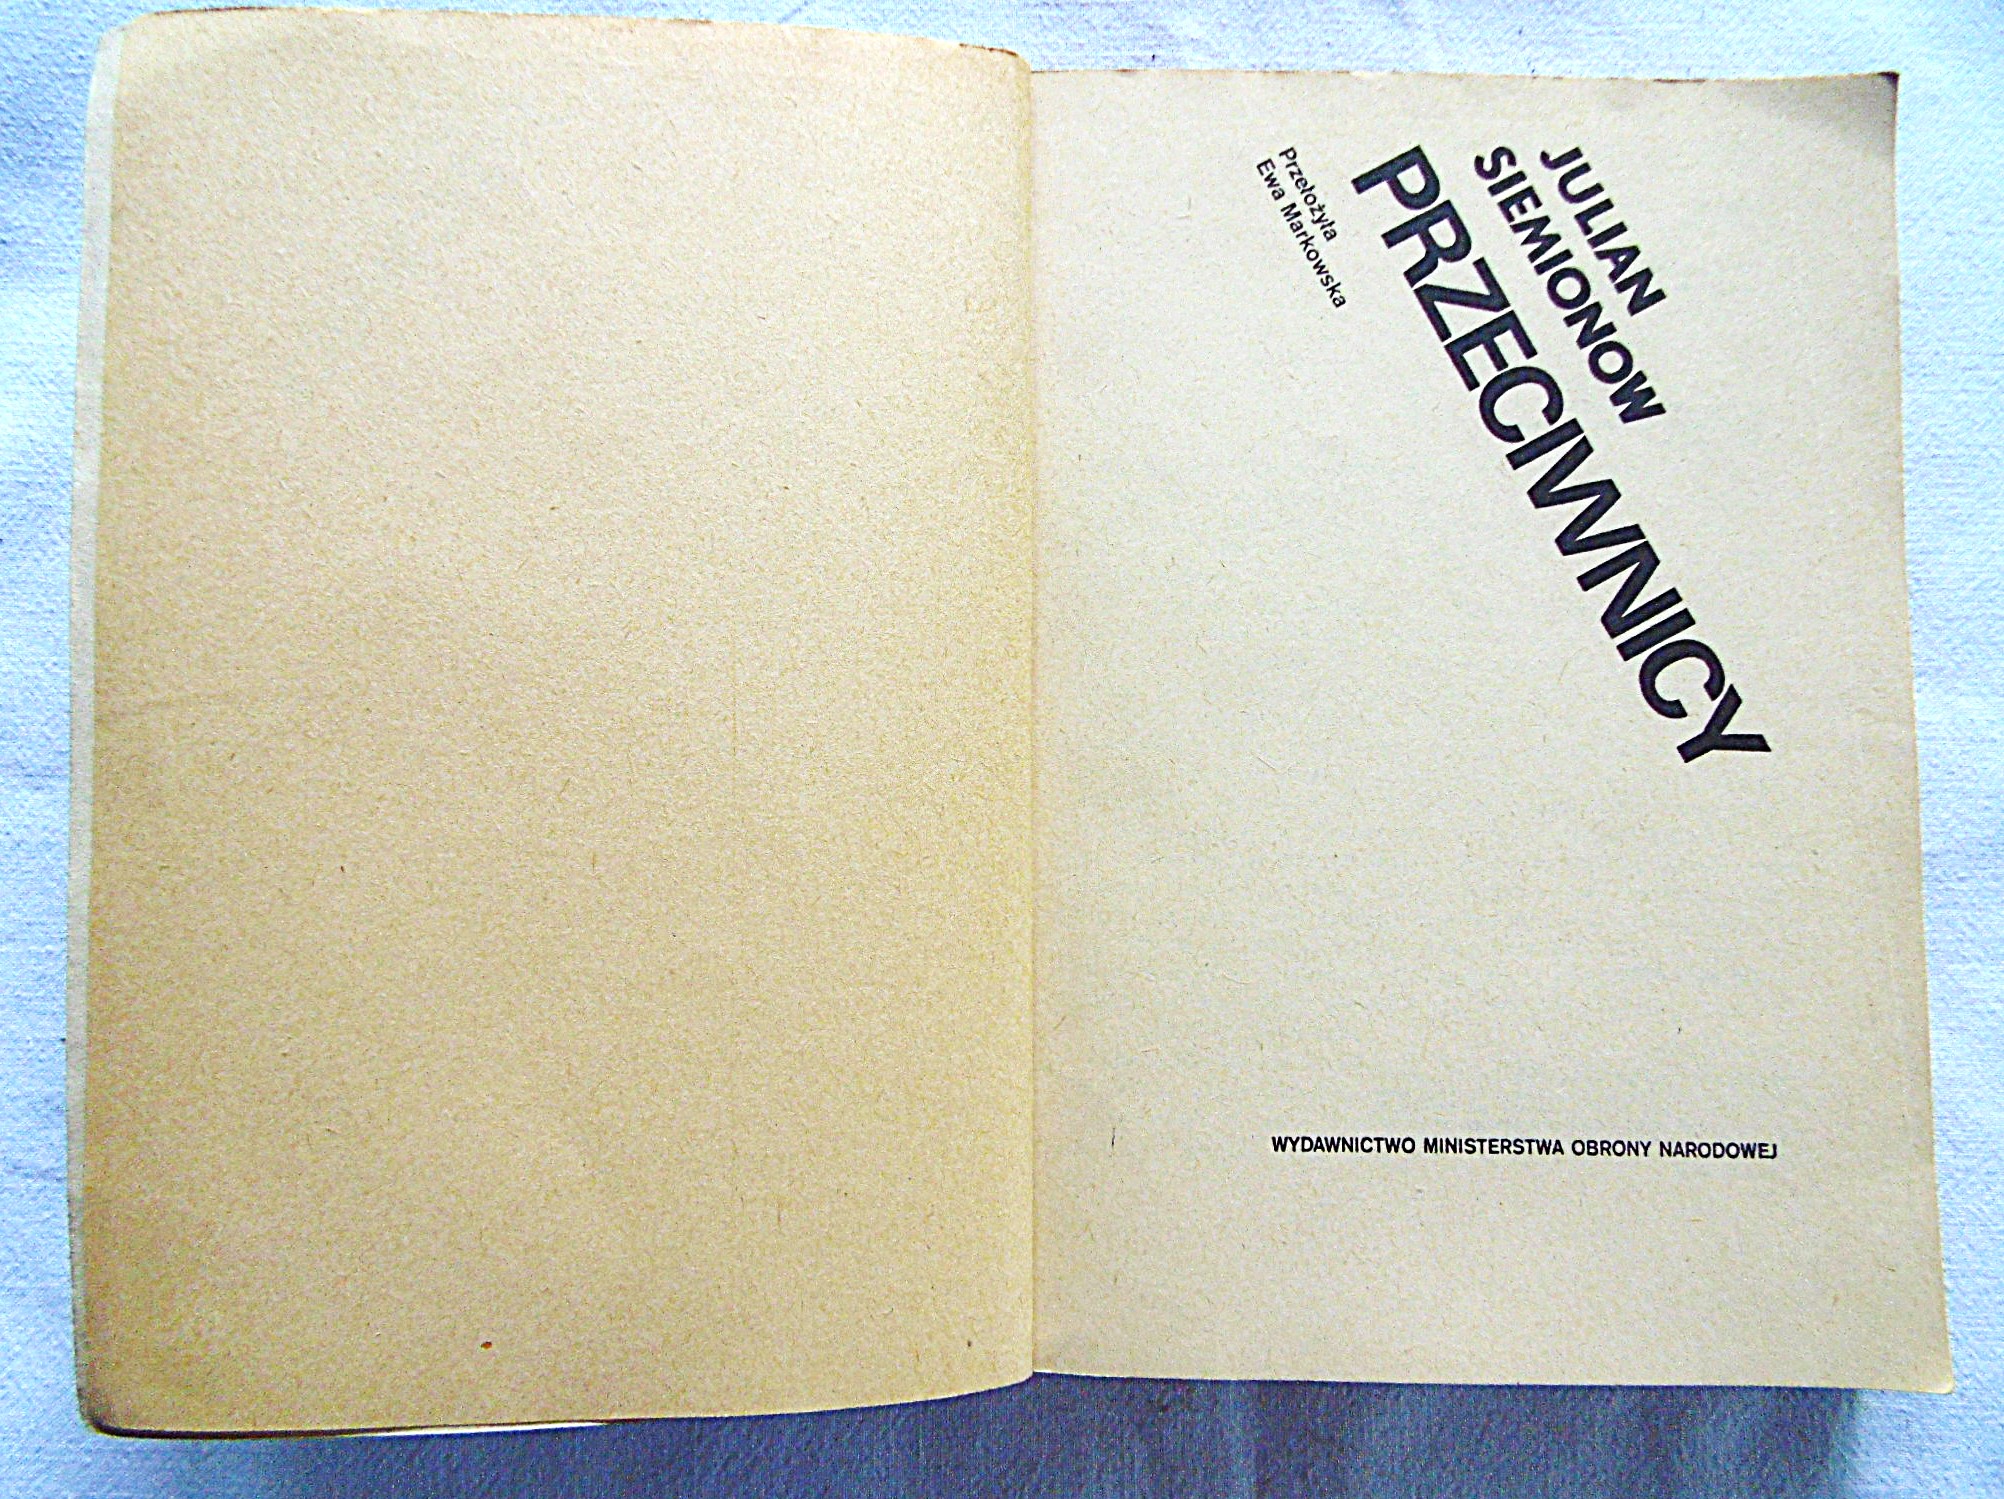 JULIAN
SIEMIONOW
PRZECIWNICY
Przełożyła
Ewa Markowska
WYDAWNICTWO MINISTERSTWA OBRONY NARODOWEJ